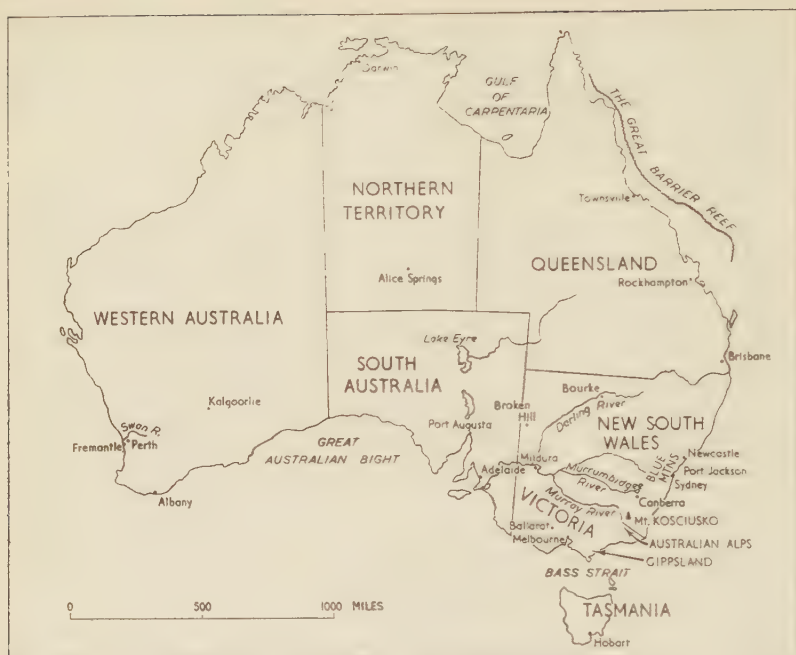 Darwin
GULF
OF
CARPENTARIA
THE GREAT BARRIER REEF
NORTHERN
TERRITORY
Townsville
Alice Springs
QUEENSLAND
Rockhampton
WESTERN AUSTRALIA
Lake Eyre
SOUTH
AUSTRALIA
Brisbane
Kalgoorlie
Bourke
Broken
Hill
Darling River
NEW SOUTH
WALES
Port Augusta
Swan R.
Fremantle
Perth
GREAT
AUSTRALIAN BIGHT
BLUE MTNS
Newcastle
Port Jackson
Sydney
Adelaide
Mildura
Murrumbidgee
River
Canberra
Albany
Murray River
VICTORIA
Mt. KOSCIUSKO
Ballarat
Melbourne
AUSTRALIAN ALPS
GIPPSLAND
BASS STRAIT
0 500 1000 MILES
TASMANIA
Hobart